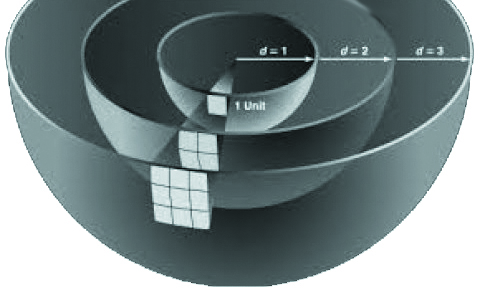 d = 1 d = 2 d = 3
1 Unit